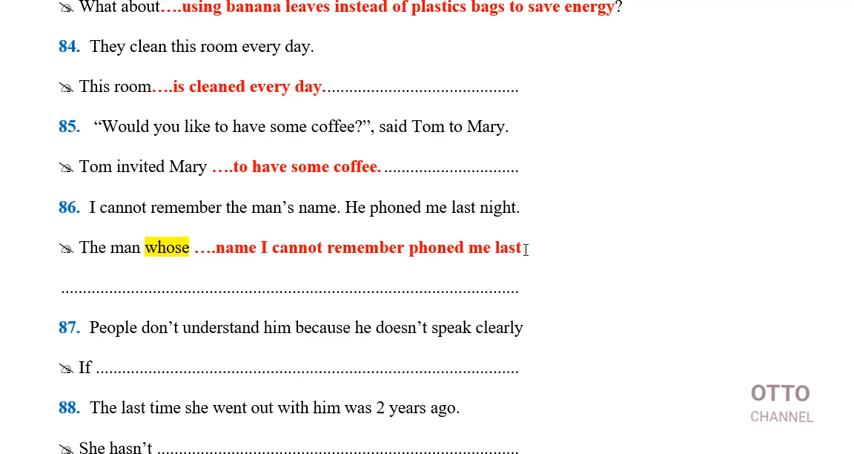 What about….using banana leaves instead of plastics bags to save energy?
84. They clean this room every day.
This room….is cleaned every day.............................................
85. “Would you like to have some coffee?”, said Tom to Mary.
Tom invited Mary ….to have some coffee. ...............................
86. I cannot remember the man’s name. He phoned me last night.
The man whose ….name I cannot remember phoned me last
..........................................................................................................
87. People don’t understand him because he doesn’t speak clearly
If .................................................................................................
88. The last time she went out with him was 2 years ago.
She hasn’t ...................................................................................
OTTO
CHANNEL